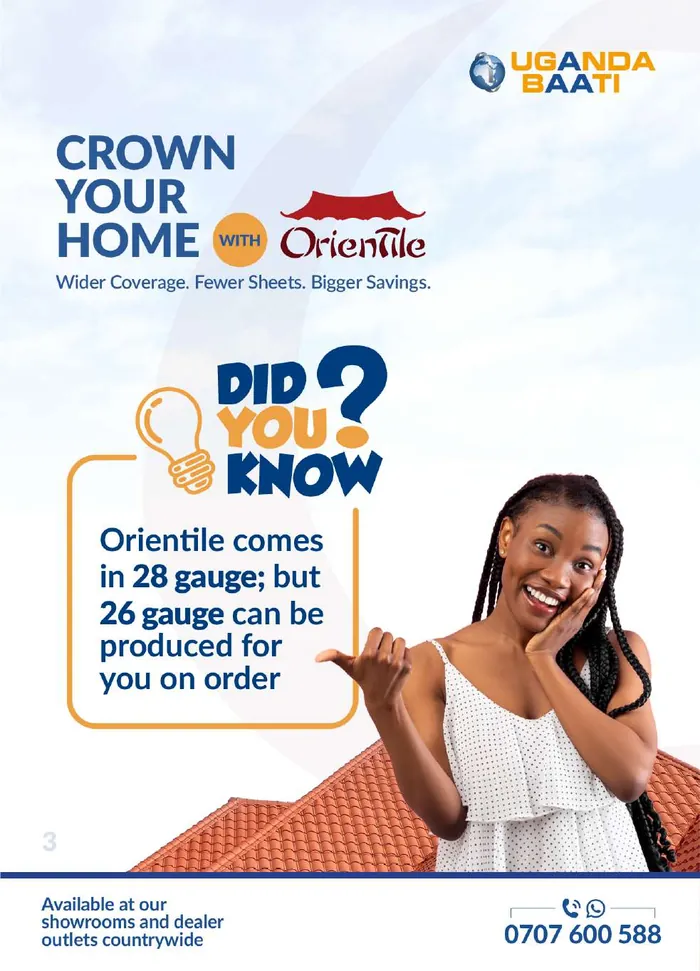 UGANDA
BAATI
CROWN
YOUR
HOME WITH Orientile
Wider Coverage. Fewer Sheets. Bigger Savings.
DID
YOU?
KNOW
Orientile comes
in 28 gauge; but
26 gauge can be
produced for
you on order
3
Available at our
showrooms and dealer
outlets countrywide
0707 600 588